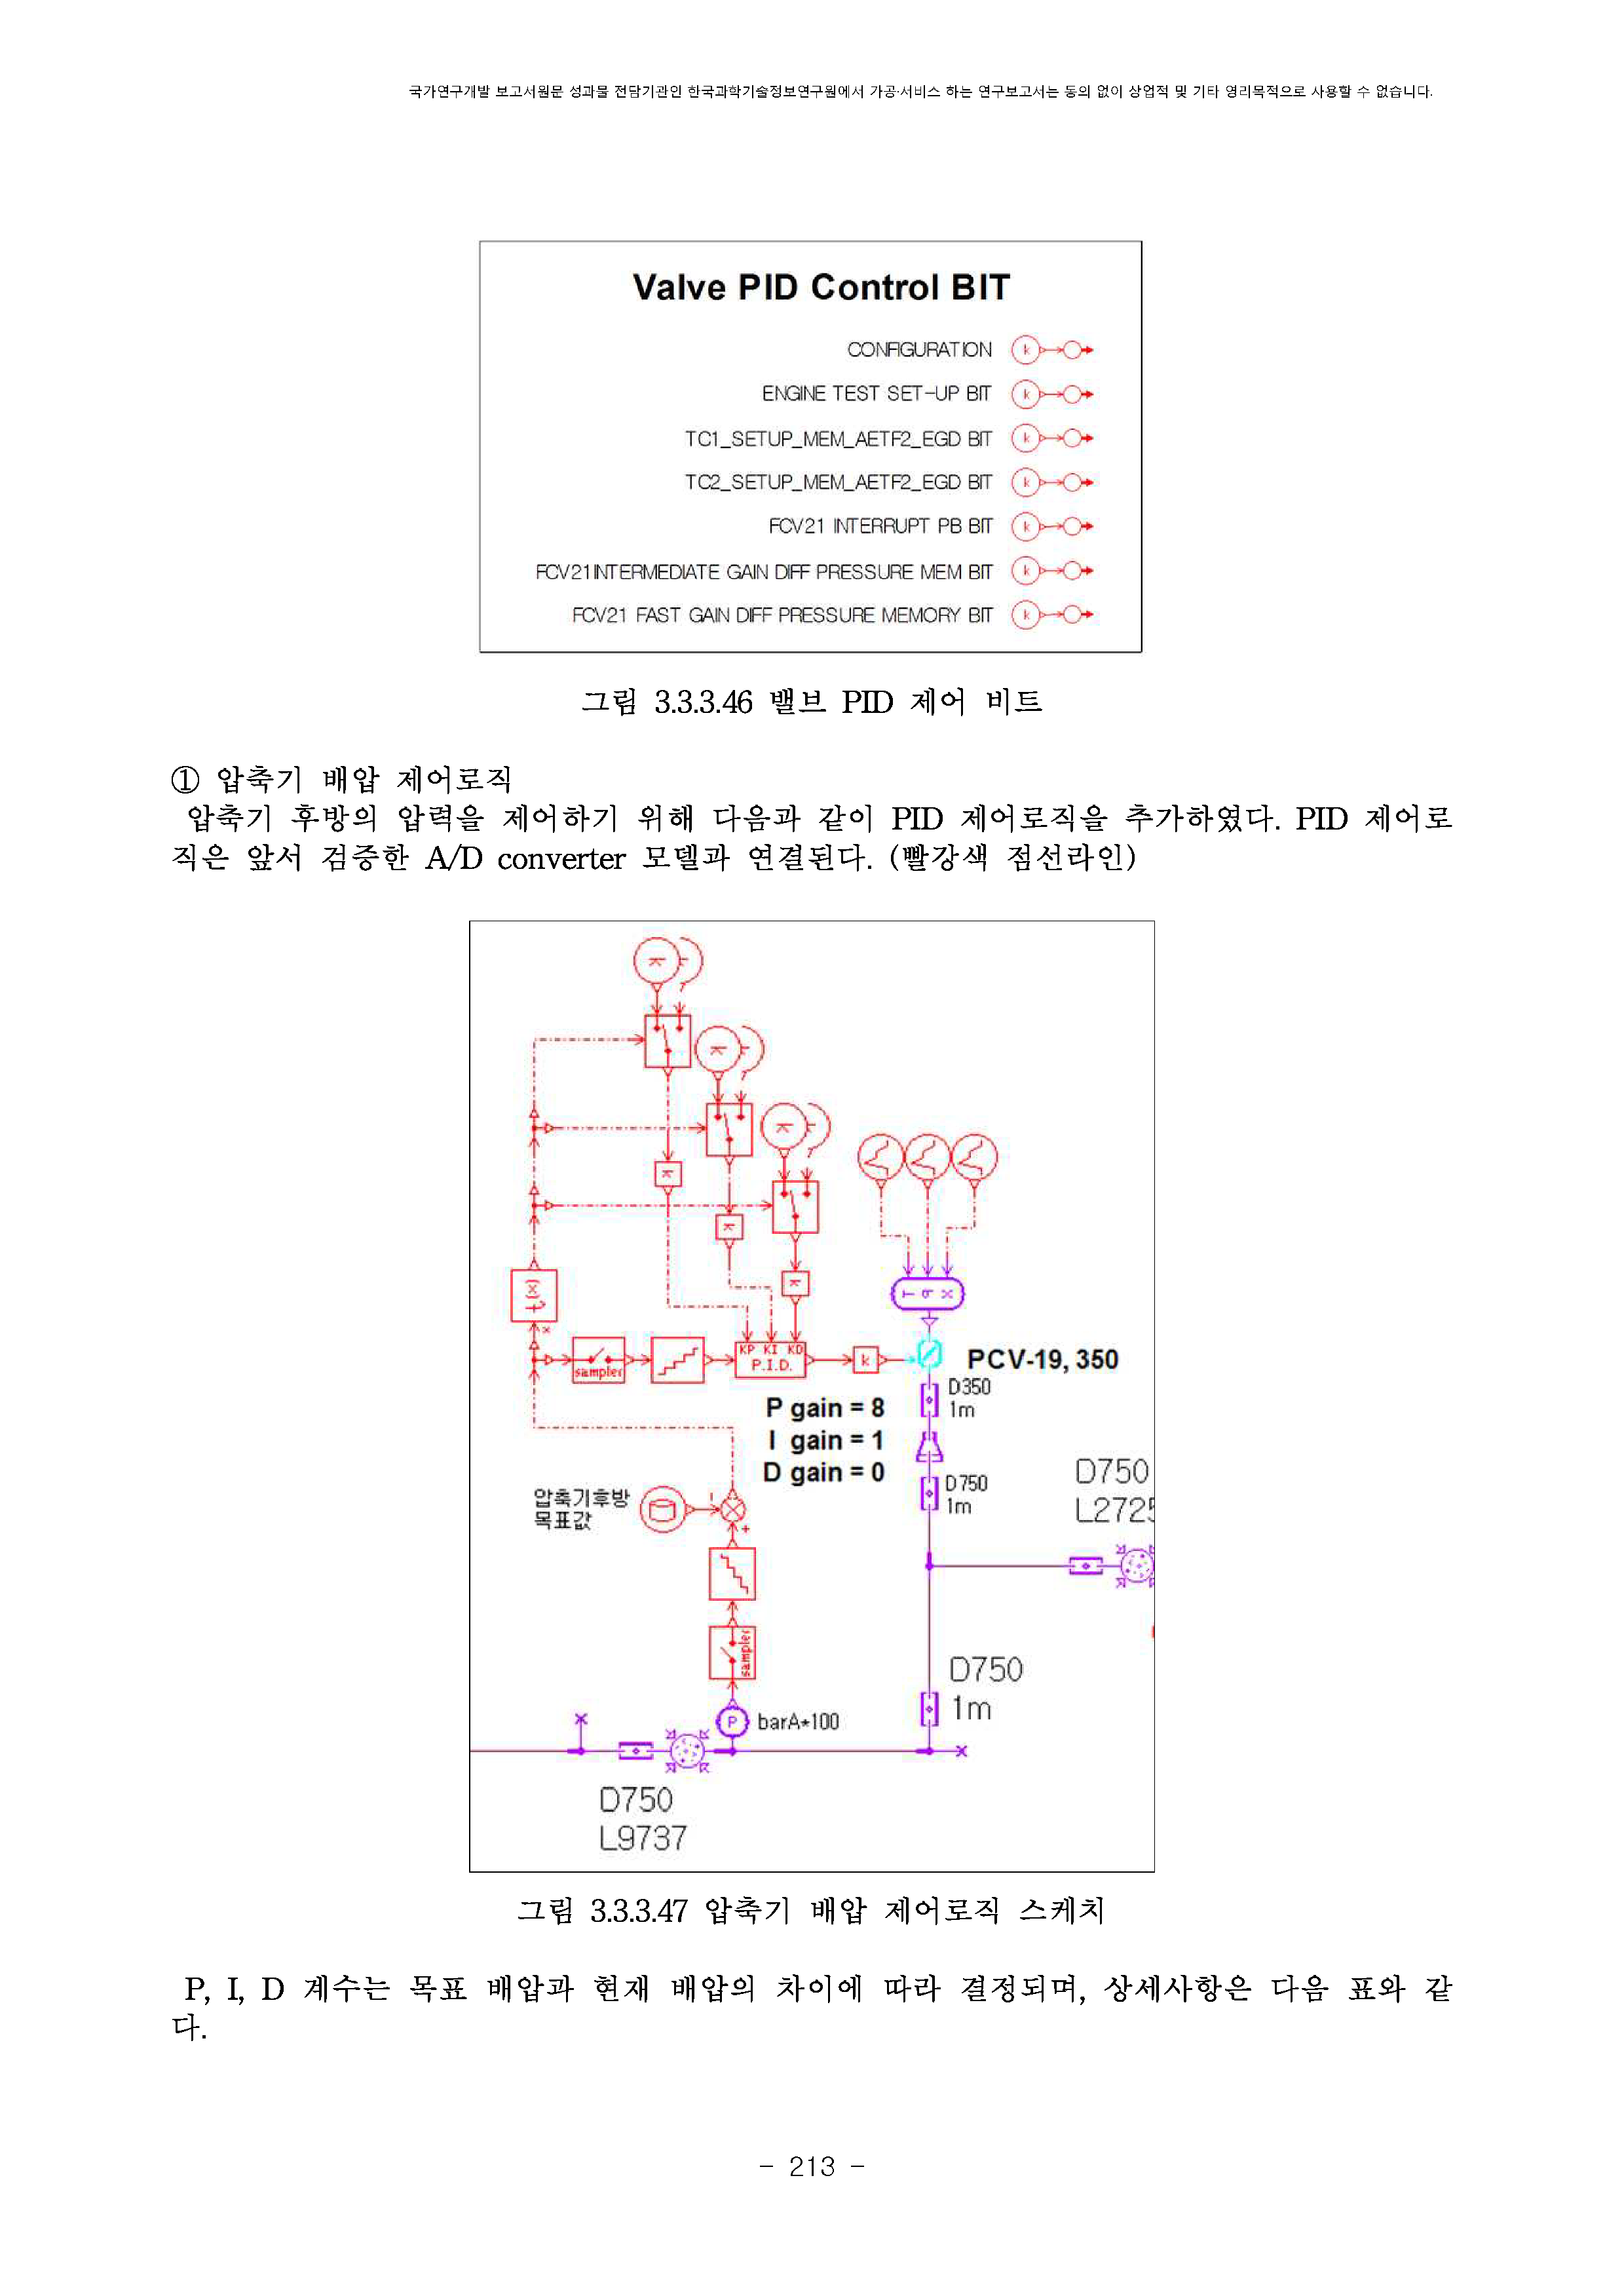 국가연구개발 보고서원문 성과물 전담기관인 한국과학기술정보연구원에서 가공·서비스 하는 연구보고서는 동의 없이 상업적 및 기타 영리목적으로 사용할 수 없습니다.
Valve PID Control BIT
CONFIGURATION
ENGINE TEST SET-UP BIT
TC1_SETUP_MEM_AETF2_EGD BIT
TC2_SETUP_MEM_AETF2_EGD BIT
FCV21 INTERRUPT PB BIT
FCV21INTERMEDIATE GAIN DIFF PRESSURE MEM BIT
FCV21 FAST GAIN DIFF PRESSURE MEMORY BIT
그림 3.3.3.46 밸브 PID 제어 비트
① 압축기 배압 제어로직
압축기 후방의 압력을 제어하기 위해 다음과 같이 PID 제어로직을 추가하였다. PID 제어로
직은 앞서 검증한 A/D converter 모델과 연결된다. (빨강색 점선라인)
f(x)
x
sampler
KP KI KD
P.I.D.
k
PCV-19, 350
D350
1m
P gain = 8
I gain = 1
D gain = 0
D750
1m
D750
L2725
압축기후방
목표값
sampler
P
barA*100
D750
1m
D750
L9737
그림 3.3.3.47 압축기 배압 제어로직 스케치
P, I, D 계수는 목표 배압과 현재 배압의 차이에 따라 결정되며, 상세사항은 다음 표와 같
다.
- 213 -